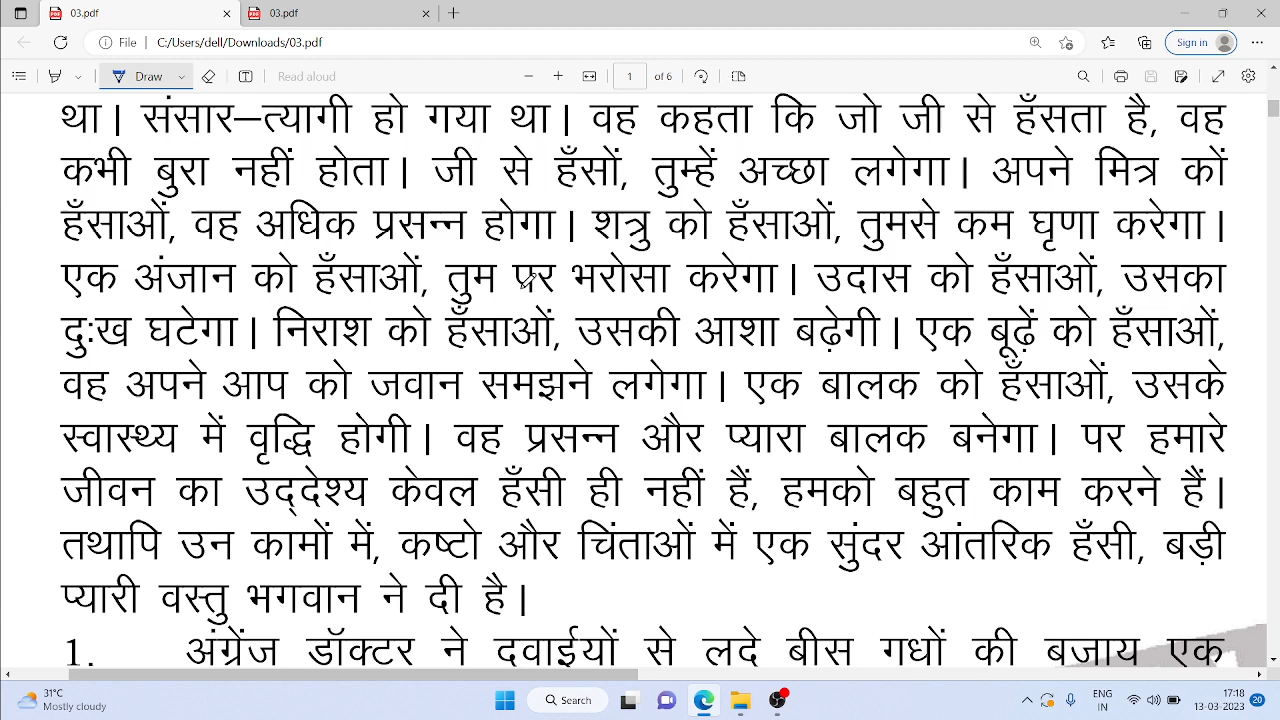 03.pdf
03.pdf
File
C:/Users/dell/Downloads/03.pdf
Sign in
Draw
Read aloud
1
of 6
था। संसार–त्यागी हो गया था। वह कहता कि जो जी से हँसता है, वह
कभी बुरा नहीं होता। जी से हँसों, तुम्हें अच्छा लगेगा। अपने मित्र कों
हँसाओं, वह अधिक प्रसन्न होगा। शत्रु को हँसाओं, तुमसे कम घृणा करेगा।
एक अंजान को हँसाओं, तुम पर भरोसा करेगा। उदास को हँसाओं, उसका
दुःख घटेगा। निराश को हँसाओं, उसकी आशा बढ़ेगी। एक बूढ़ें को हँसाओं,
वह अपने आप को जवान समझने लगेगा। एक बालक को हँसाओं, उसके
स्वास्थ्य में वृद्धि होगी। वह प्रसन्न और प्यारा बालक बनेगा। पर हमारे
जीवन का उद्‌देश्य केवल हँसी ही नहीं हैं, हमको बहुत काम करने हैं।
तथापि उन कामों में, कष्टो और चिंताओं में एक सुंदर आंतरिक हँसी, बड़ी
प्यारी वस्तु भगवान ने दी है।
1. अंग्रेंज डॉक्टर ने दवाईयों से लदे बीस गधों की बजाय एक
31°C
Mostly cloudy
Search
ENG
IN
17:18
13-03-2023
20